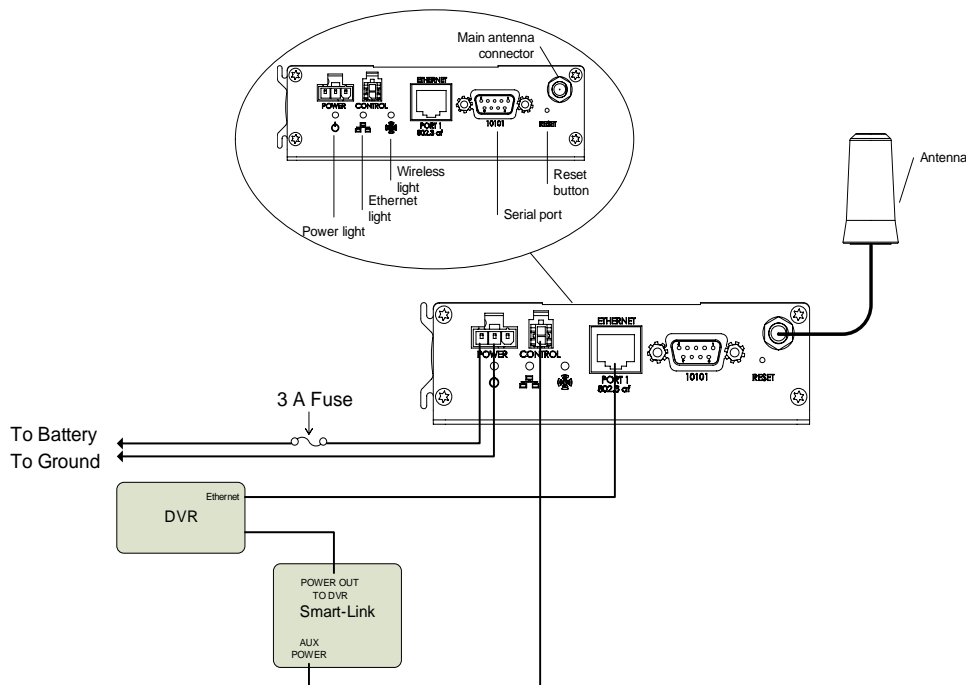 Main antenna
connector
ETHERNET
POWER CONTROL
PORT 1
802.3 af
10101
RESET
Wireless
light
Ethernet
light
Power light
Reset
button
Serial port
Antenna
ETHERNET
POWER CONTROL
PORT 1
802.3 af
10101
RESET
3 A Fuse
To Battery
To Ground
Ethernet
DVR
POWER OUT
TO DVR
Smart-Link
AUX
POWER